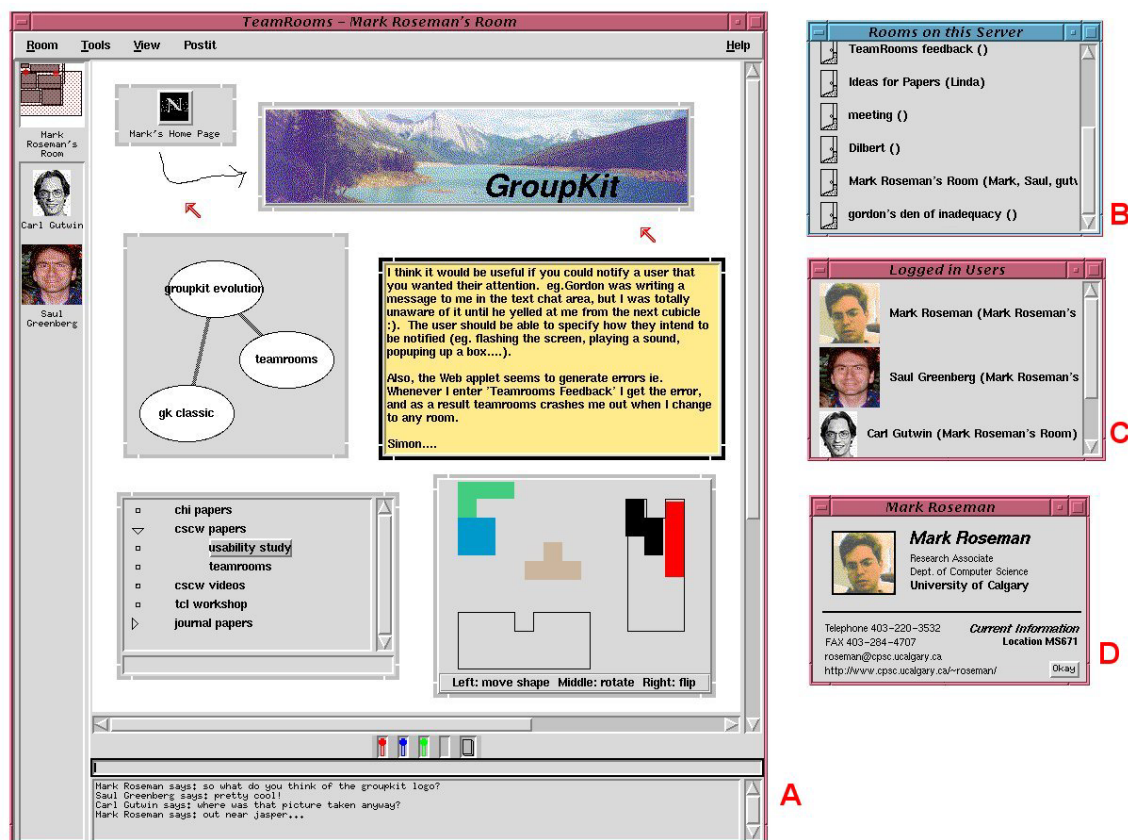 TeamRooms – Mark Roseman's Room
Room Tools View Postit Help
Mark
Roseman's
Room
Carl Gutwin
Saul
Greenberg
N
Mark's Home Page
GroupKit
groupkit evolution
teamrooms
gk classic
I think it would be useful if you could notify a user that
you wanted their attention. eg.Gordon was writing a
message to me in the text chat area, but I was totally
unaware of it until he yelled at me from the next cubicle
:). The user should be able to specify how they intend to
be notified (eg. flashing the screen, playing a sound,
popuping up a box....).
Also, the Web applet seems to generate errors ie.
Whenever I enter 'Teamrooms Feedback' I get the error,
and as a result teamrooms crashes me out when I change
to any room.
Simon....
chi papers
cscw papers
usability study
teamrooms
cscw videos
tcl workshop
journal papers
Left: move shape Middle: rotate Right: flip
Mark Roseman says: so what do you think of the groupkit logo?
Saul Greenberg says: pretty cool!
Carl Gutwin says: where was that picture taken anyway?
Mark Roseman says: out near jasper...
A
Rooms on this Server
TeamRooms feedback ()
Ideas for Papers (Linda)
meeting ()
Dilbert ()
Mark Roseman's Room (Mark, Saul, gutw
gordon's den of inadequacy ()
B
Logged in Users
Mark Roseman (Mark Roseman's
Saul Greenberg (Mark Roseman's
Carl Gutwin (Mark Roseman's Room)
C
Mark Roseman
Mark Roseman
Research Associate
Dept. of Computer Science
University of Calgary
Telephone 403–220–3532
FAX 403–284–4707
roseman@cpsc.ucalgary.ca
http://www.cpsc.ucalgary.ca/~roseman/
Current Information
Location MS671
Okay
D